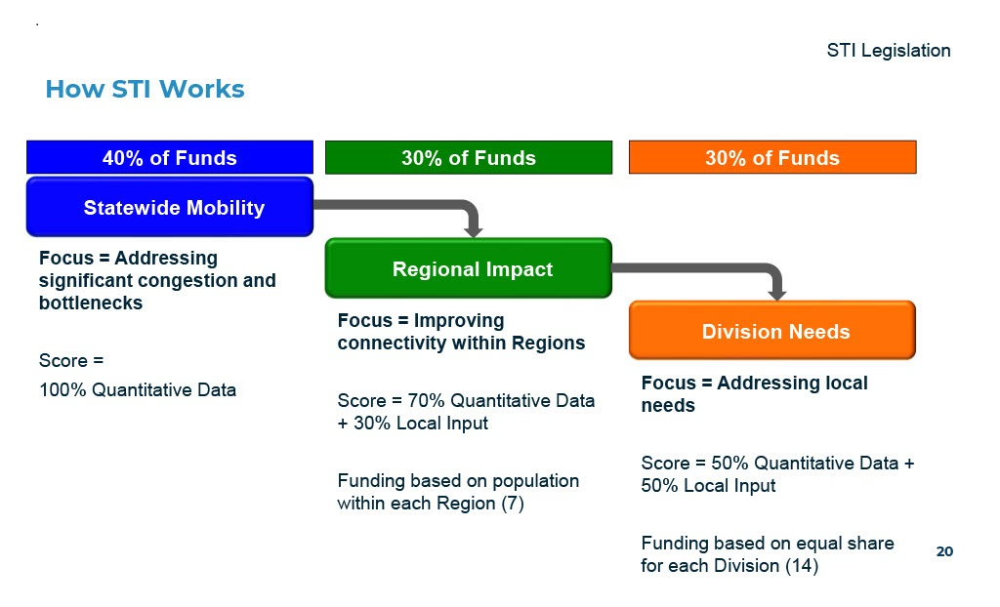 .
STI Legislation
How STI Works
40% of Funds
30% of Funds
30% of Funds
Statewide Mobility
Focus = Addressing
significant congestion and
bottlenecks
Score =
100% Quantitative Data
Regional Impact
Focus = Improving
connectivity within Regions
Score = 70% Quantitative Data
+ 30% Local Input
Funding based on population
within each Region (7)
Division Needs
Focus = Addressing local
needs
Score = 50% Quantitative Data +
50% Local Input
Funding based on equal share
for each Division (14)
20